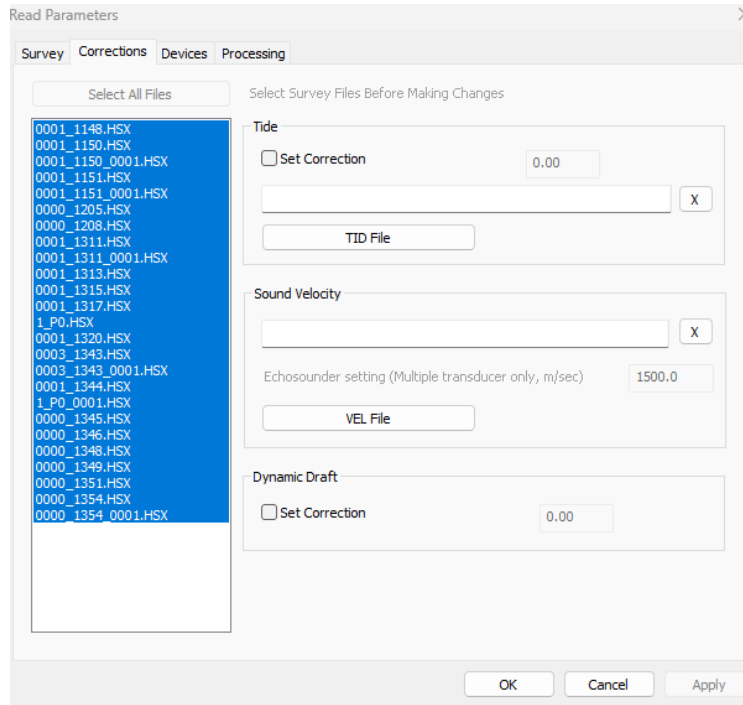 Read Parameters
Survey Corrections Devices Processing
Select All Files
Select Survey Files Before Making Changes
0001_1148.HSX
0001_1150.HSX
0001_1150_0001.HSX
0001_1151.HSX
0001_1151_0001.HSX
0000_1205.HSX
0000_1208.HSX
0001_1311.HSX
0001_1311_0001.HSX
0001_1313.HSX
0001_1315.HSX
0001_1317.HSX
1_P0.HSX
0001_1320.HSX
0003_1343.HSX
0003_1343_0001.HSX
0001_1344.HSX
1_P0_0001.HSX
0000_1345.HSX
0000_1346.HSX
0000_1348.HSX
0000_1349.HSX
0000_1351.HSX
0000_1354.HSX
0000_1354_0001.HSX
Tide
Set Correction 0.00
X
TID File
Sound Velocity
X
Echosounder setting (Multiple transducer only, m/sec) 1500.0
VEL File
Dynamic Draft
Set Correction 0.00
OK Cancel Apply